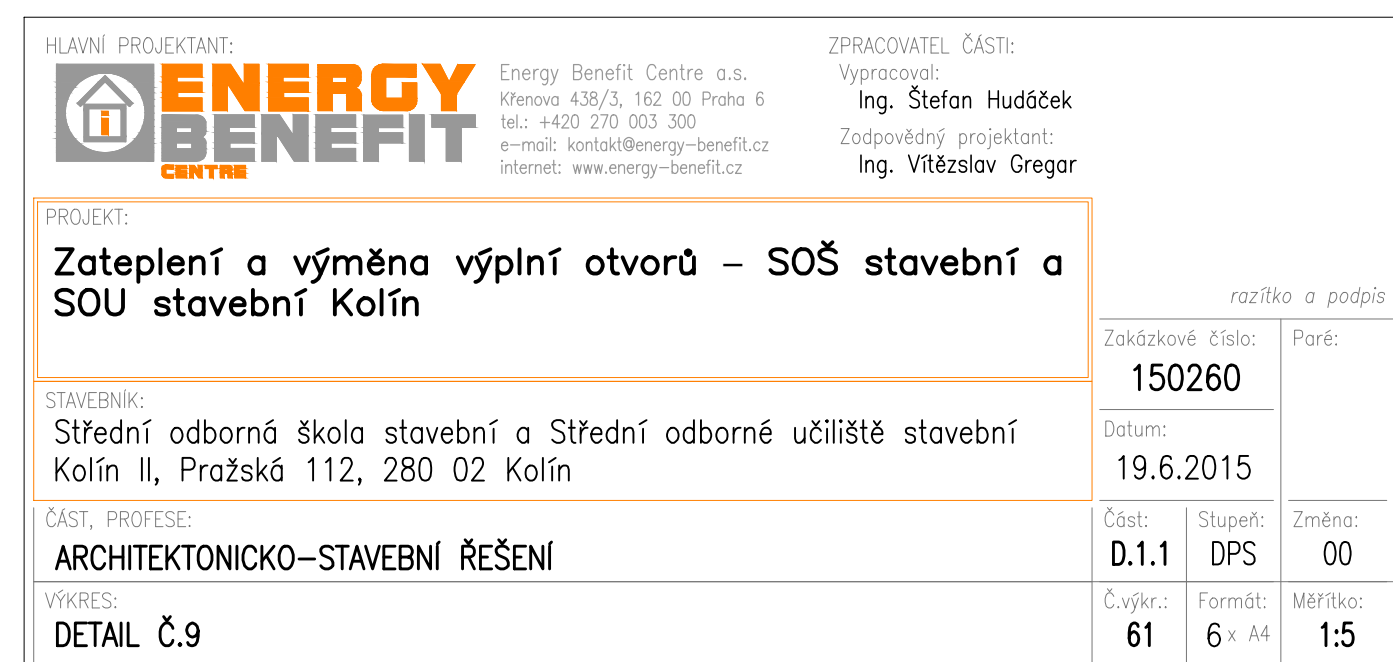 HLAVNÍ PROJEKTANT:
ENERGY
BENEFIT
CENTRE
Energy Benefit Centre a.s.
Křenova 438/3, 162 00 Praha 6
tel.: +420 270 003 300
e-mail: kontakt@energy-benefit.cz
internet: www.energy-benefit.cz
ZPRACOVATEL ČÁSTI:
Vypracoval:
Ing. Štefan Hudáček
Zodpovědný projektant:
Ing. Vítězslav Gregar
PROJEKT:
Zateplení a výměna výplní otvorů – SOŠ stavební a
SOU stavební Kolín
razítko a podpis
Zakázkové číslo:
150260
Paré:
STAVEBNÍK:
Střední odborná škola stavební a Střední odborné učiliště stavební
Kolín II, Pražská 112, 280 02 Kolín
Datum:
19.6.2015
ČÁST, PROFESE:
ARCHITEKTONICKO-STAVEBNÍ ŘEŠENÍ
Část:
D.1.1
Stupeň:
DPS
Změna:
00
VÝKRES:
DETAIL Č.9
Č.výkr.:
61
Formát:
6 x A4
Měřítko:
1:5